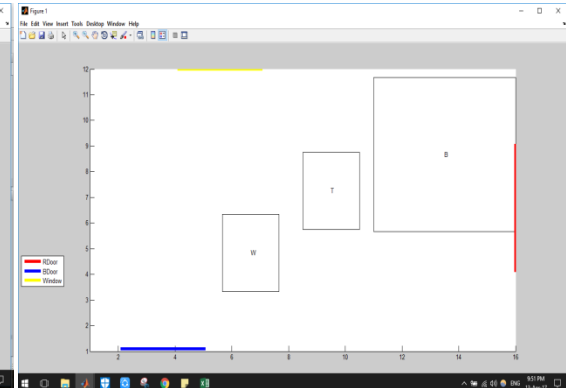 Figure 1
File Edit View Insert Tools Desktop Window Help
12
11
10
9
8
7
6
5
4
3
2
1
B
T
W
RDoor
BDoor
Window
2 4 6 8 10 12 14 16
ENG
9:51 PM